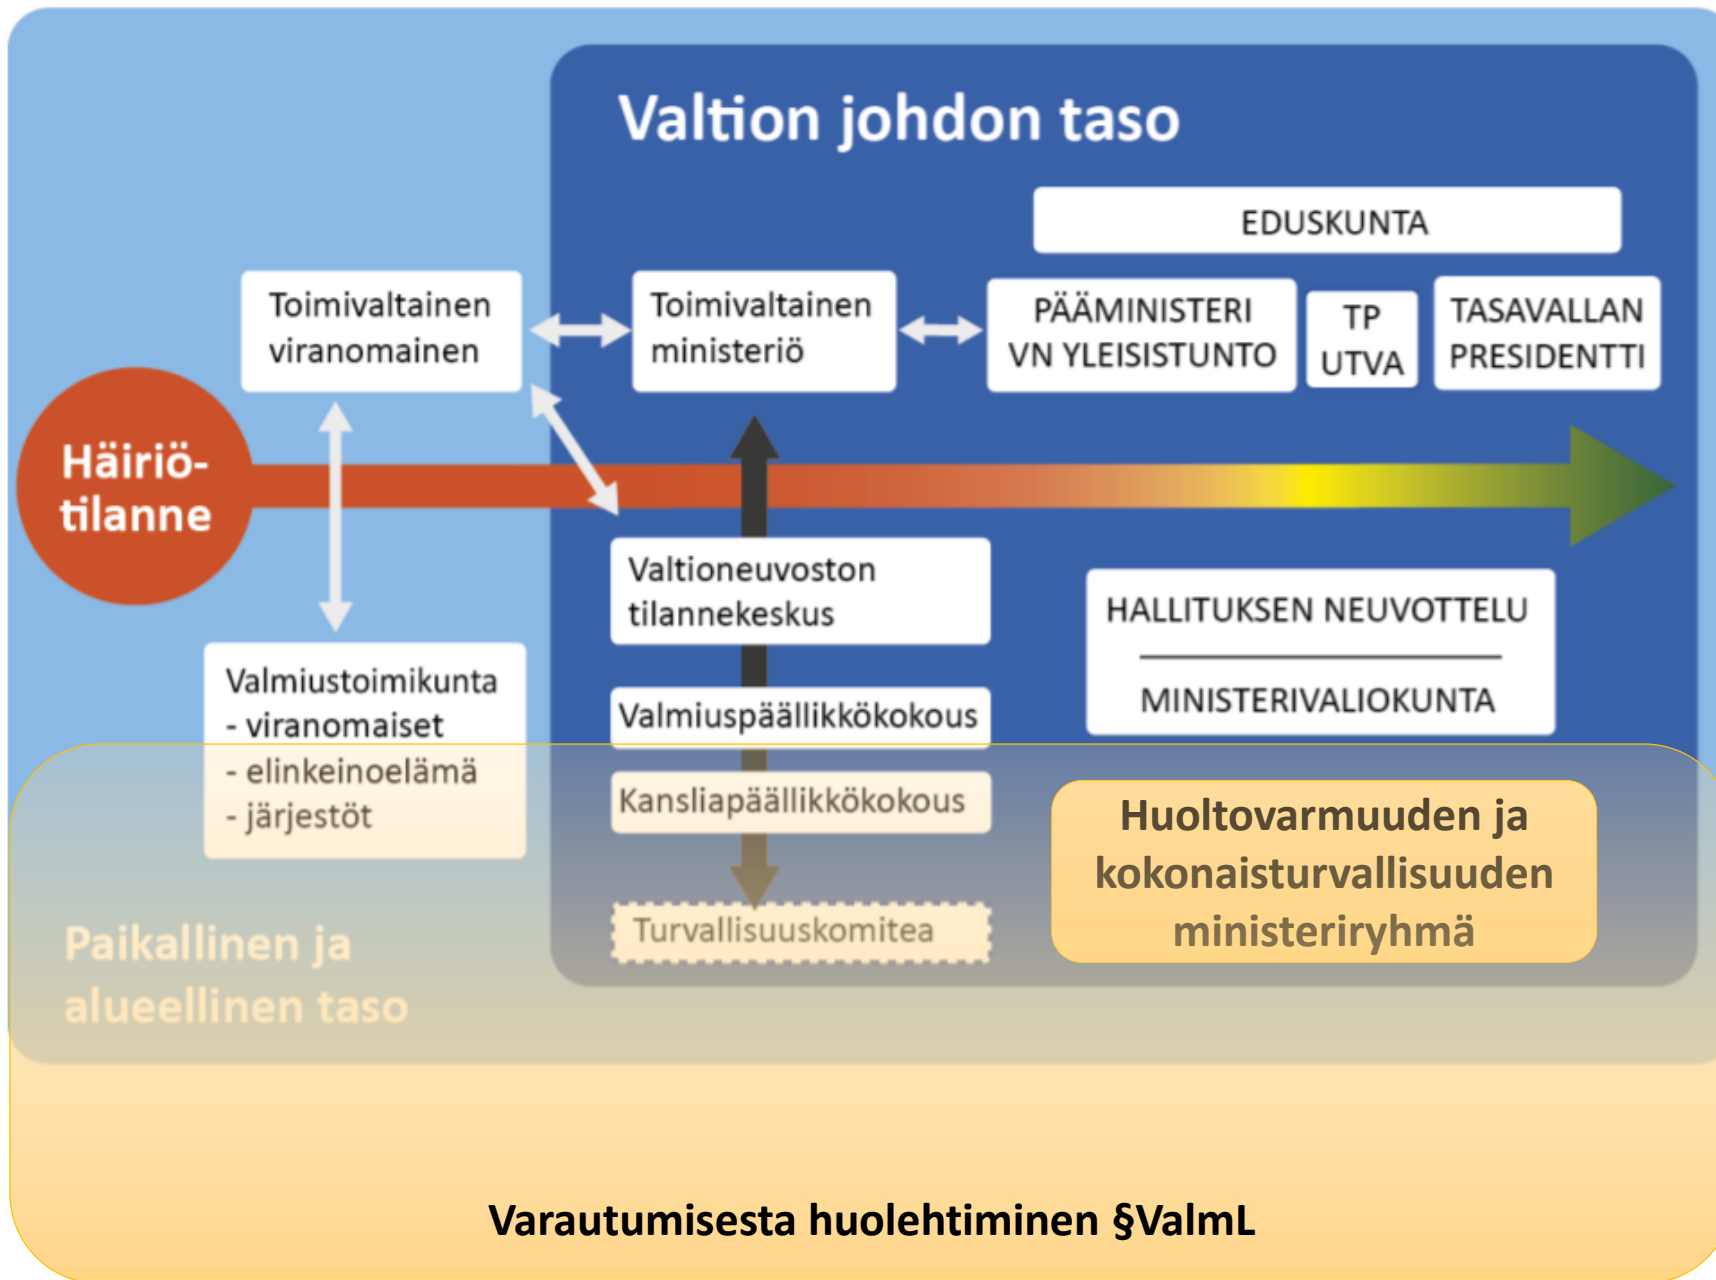 Valtion johdon taso
EDUSKUNTA
Toimivaltainen
viranomainen
Toimivaltainen
ministeriö
PÄÄMINISTERI
VN YLEISISTUNTO
TP
UTVA
TASAVALLAN
PRESIDENTTI
Häiriö-
tilanne
Valtioneuvoston
tilannekeskus
HALLITUKSEN NEUVOTTELU
MINISTERIVALIOKUNTA
Valmiustoimikunta
- viranomaiset
- elinkeinoelämä
- järjestöt
Valmiuspäällikkökokous
Kansliapäällikkökokous
Turvallisuuskomitea
Huoltovarmuuden ja
kokonaisturvallisuuden
ministeriryhmä
Paikallinen ja
alueellinen taso
Varautumisesta huolehtiminen §ValmL